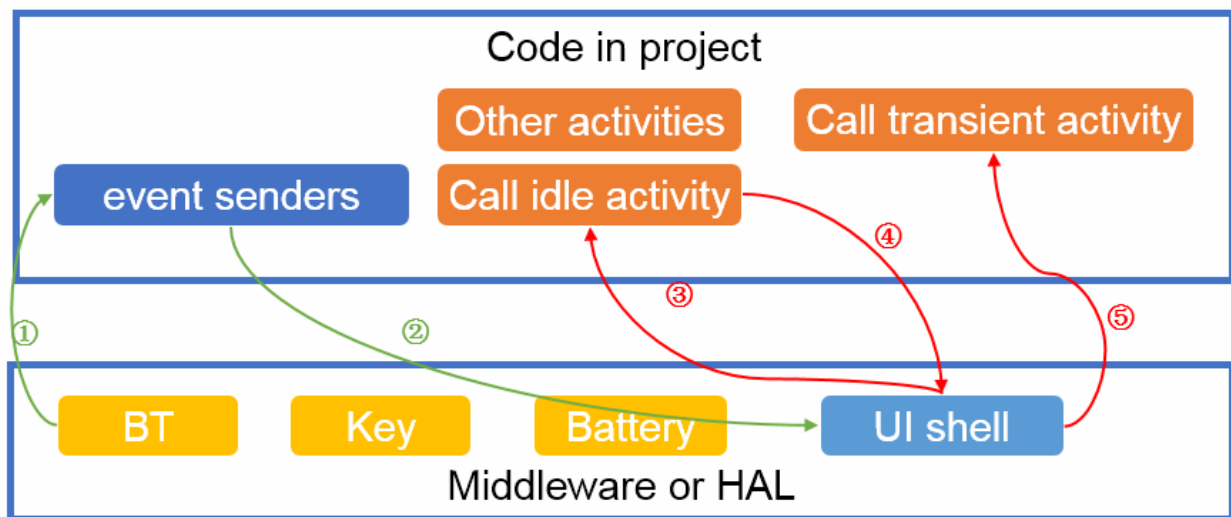 Code in project
Other activities
Call transient activity
event senders
Call idle activity
④
③
①
②
⑤
BT
Key
Battery
UI shell
Middleware or HAL